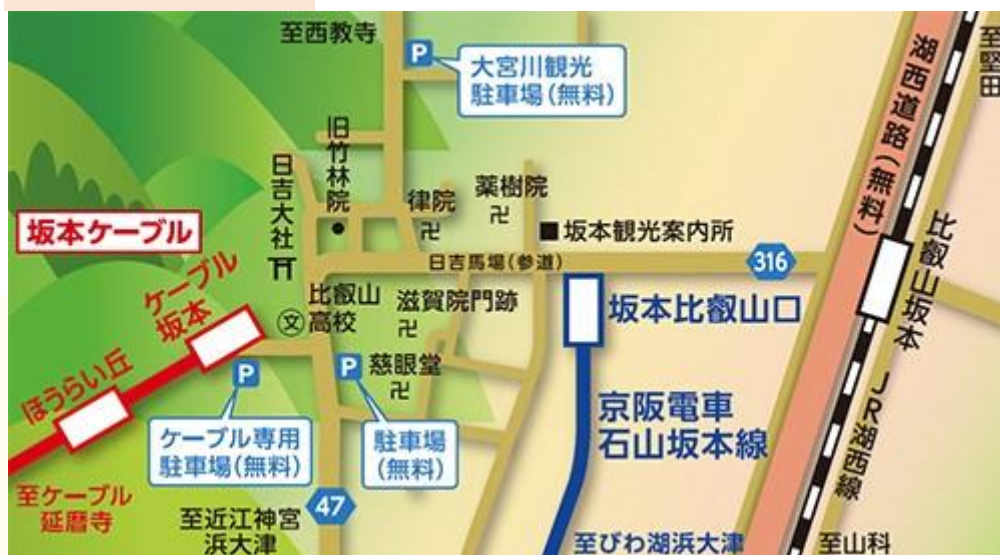 至西教寺
P
大宮川観光
駐車場(無料)
湖西道路(無料)
至堅田
旧竹林院
日吉大社
律院
卍
薬樹院
卍
坂本観光案内所
坂本ケーブル
日吉馬場(参道)
316
比叡山坂本
ケーブル
坂本
比叡山
文
高校
滋賀院門跡
卍
坂本比叡山口
ほうらい丘
P
P
慈眼堂
卍
京阪電車
石山坂本線
JR湖西線
ケーブル専用
駐車場(無料)
駐車場
(無料)
至ケーブル
延暦寺
47
至近江神宮
浜大津
至びわ湖浜大津
至山科